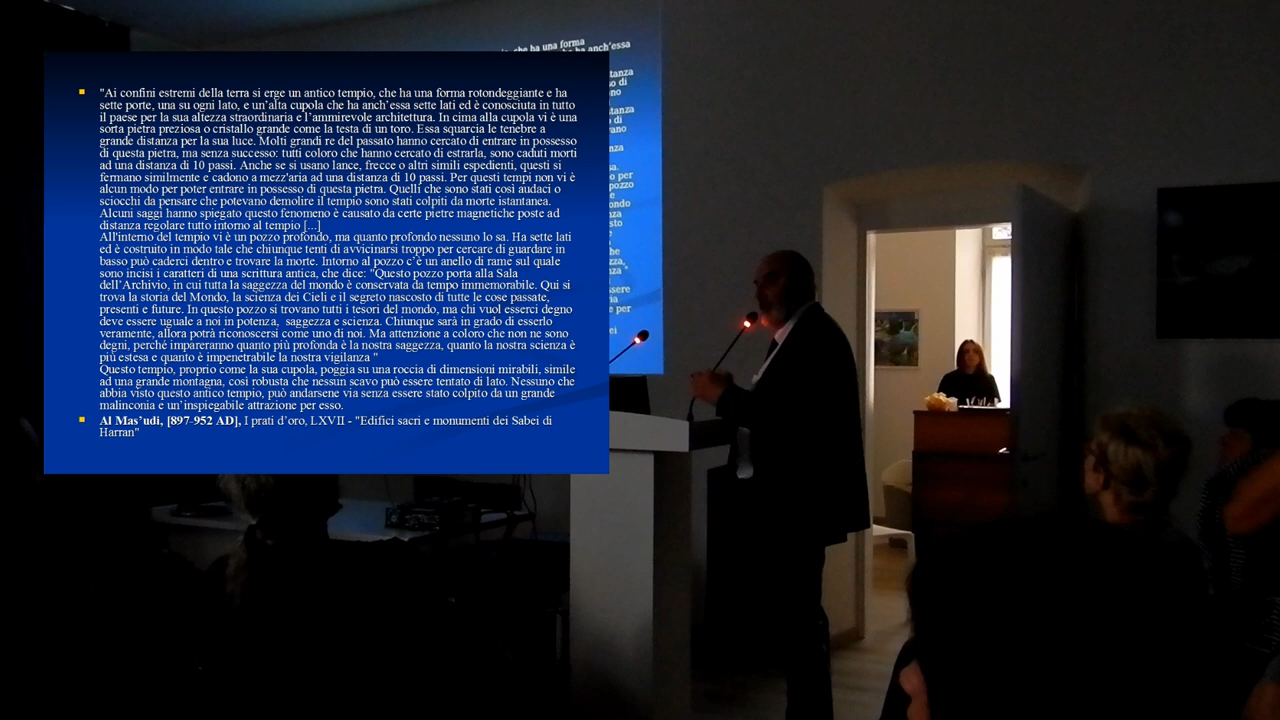 "Ai confini estremi della terra si erge un antico tempio, che ha una forma rotondeggiante e ha
sette porte, una su ogni lato, e un'alta cupola che ha anch'essa sette lati ed è conosciuta in tutto
il paese per la sua altezza straordinaria e l'ammirevole architettura. In cima alla cupola vi è una
sorta pietra preziosa o cristallo grande come la testa di un toro. Essa squarcia le tenebre a
grande distanza per la sua luce. Molti grandi re del passato hanno cercato di entrare in possesso
di questa pietra, ma senza successo: tutti coloro che hanno cercato di estrarla, sono caduti morti
ad una distanza di 10 passi. Anche se si usano lance, frecce o altri simili espedienti, questi si
fermano similmente e cadono a mezz'aria ad una distanza di 10 passi. Per questi tempi non vi è
alcun modo per poter entrare in possesso di questa pietra. Quelli che sono stati così audaci o
sciocchi da pensare che potevano demolire il tempio sono stati colpiti da morte istantanea.
Alcuni saggi hanno spiegato questo fenomeno è causato da certe pietre magnetiche poste ad
distanza regolare tutto intorno al tempio [...]
All'interno del tempio vi è un pozzo profondo, ma quanto profondo nessuno lo sa. Ha sette lati
ed è costruito in modo tale che chiunque tenti di avvicinarsi troppo per cercare di guardare in
basso può caderci dentro e trovare la morte. Intorno al pozzo c'è un anello di rame sul quale
sono incisi i caratteri di una scrittura antica, che dice: "Questo pozzo porta alla Sala
dell'Archivio, in cui tutta la saggezza del mondo è conservata da tempo immemorabile. Qui si
trova la storia del Mondo, la scienza dei Cieli e il segreto nascosto di tutte le cose passate,
presenti e future. In questo pozzo si trovano tutti i tesori del mondo, ma chi vuol esserci degno
deve essere uguale a noi in potenza, saggezza e scienza. Chiunque sarà in grado di esserlo
veramente, allora potrà riconoscersi come uno di noi. Ma attenzione a coloro che non ne sono
degni, perché impareranno quanto più profonda è la nostra saggezza, quanto la nostra scienza è
più estesa e quanto è impenetrabile la nostra vigilanza "
Questo tempio, proprio come la sua cupola, poggia su una roccia di dimensioni mirabili, simile
ad una grande montagna, così robusta che nessun scavo può essere tentato di lato. Nessuno che
abbia visto questo antico tempio, può andarsene via senza essere stato colpito da un grande
malinconia e un'inspiegabile attrazione per esso.
Al Mas'udi, [897-952 AD], I prati d'oro, LXVII - "Edifici sacri e monumenti dei Sabei di
Harran"
che ha una forma
ha anch'essa